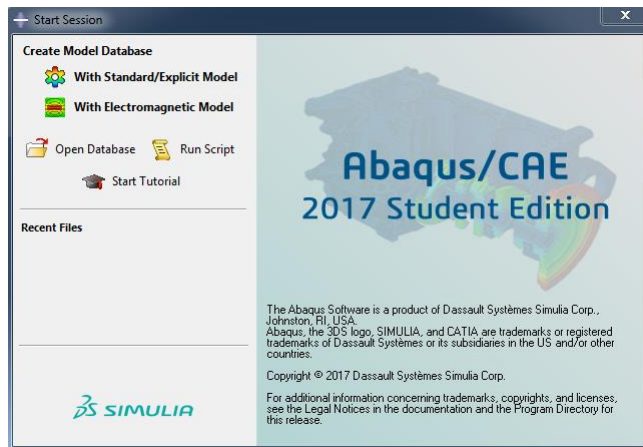 Start Session
x
Create Model Database
With Standard/Explicit Model
With Electromagnetic Model
Open Database
Run Script
Start Tutorial
Recent Files
3DS SIMULIA
Abaqus/CAE
2017 Student Edition
The Abaqus Software is a product of Dassault Systèmes Simulia Corp.,
Johnston, RI, USA.
Abaqus, the 3DS logo, SIMULIA, and CATIA are trademarks or registered
trademarks of Dassault Systèmes or its subsidiaries in the US and/or other
countries.
Copyright © 2017 Dassault Systèmes Simulia Corp.
For additional information concerning trademarks, copyrights, and licenses,
see the Legal Notices in the documentation and the Program Directory for
this release.